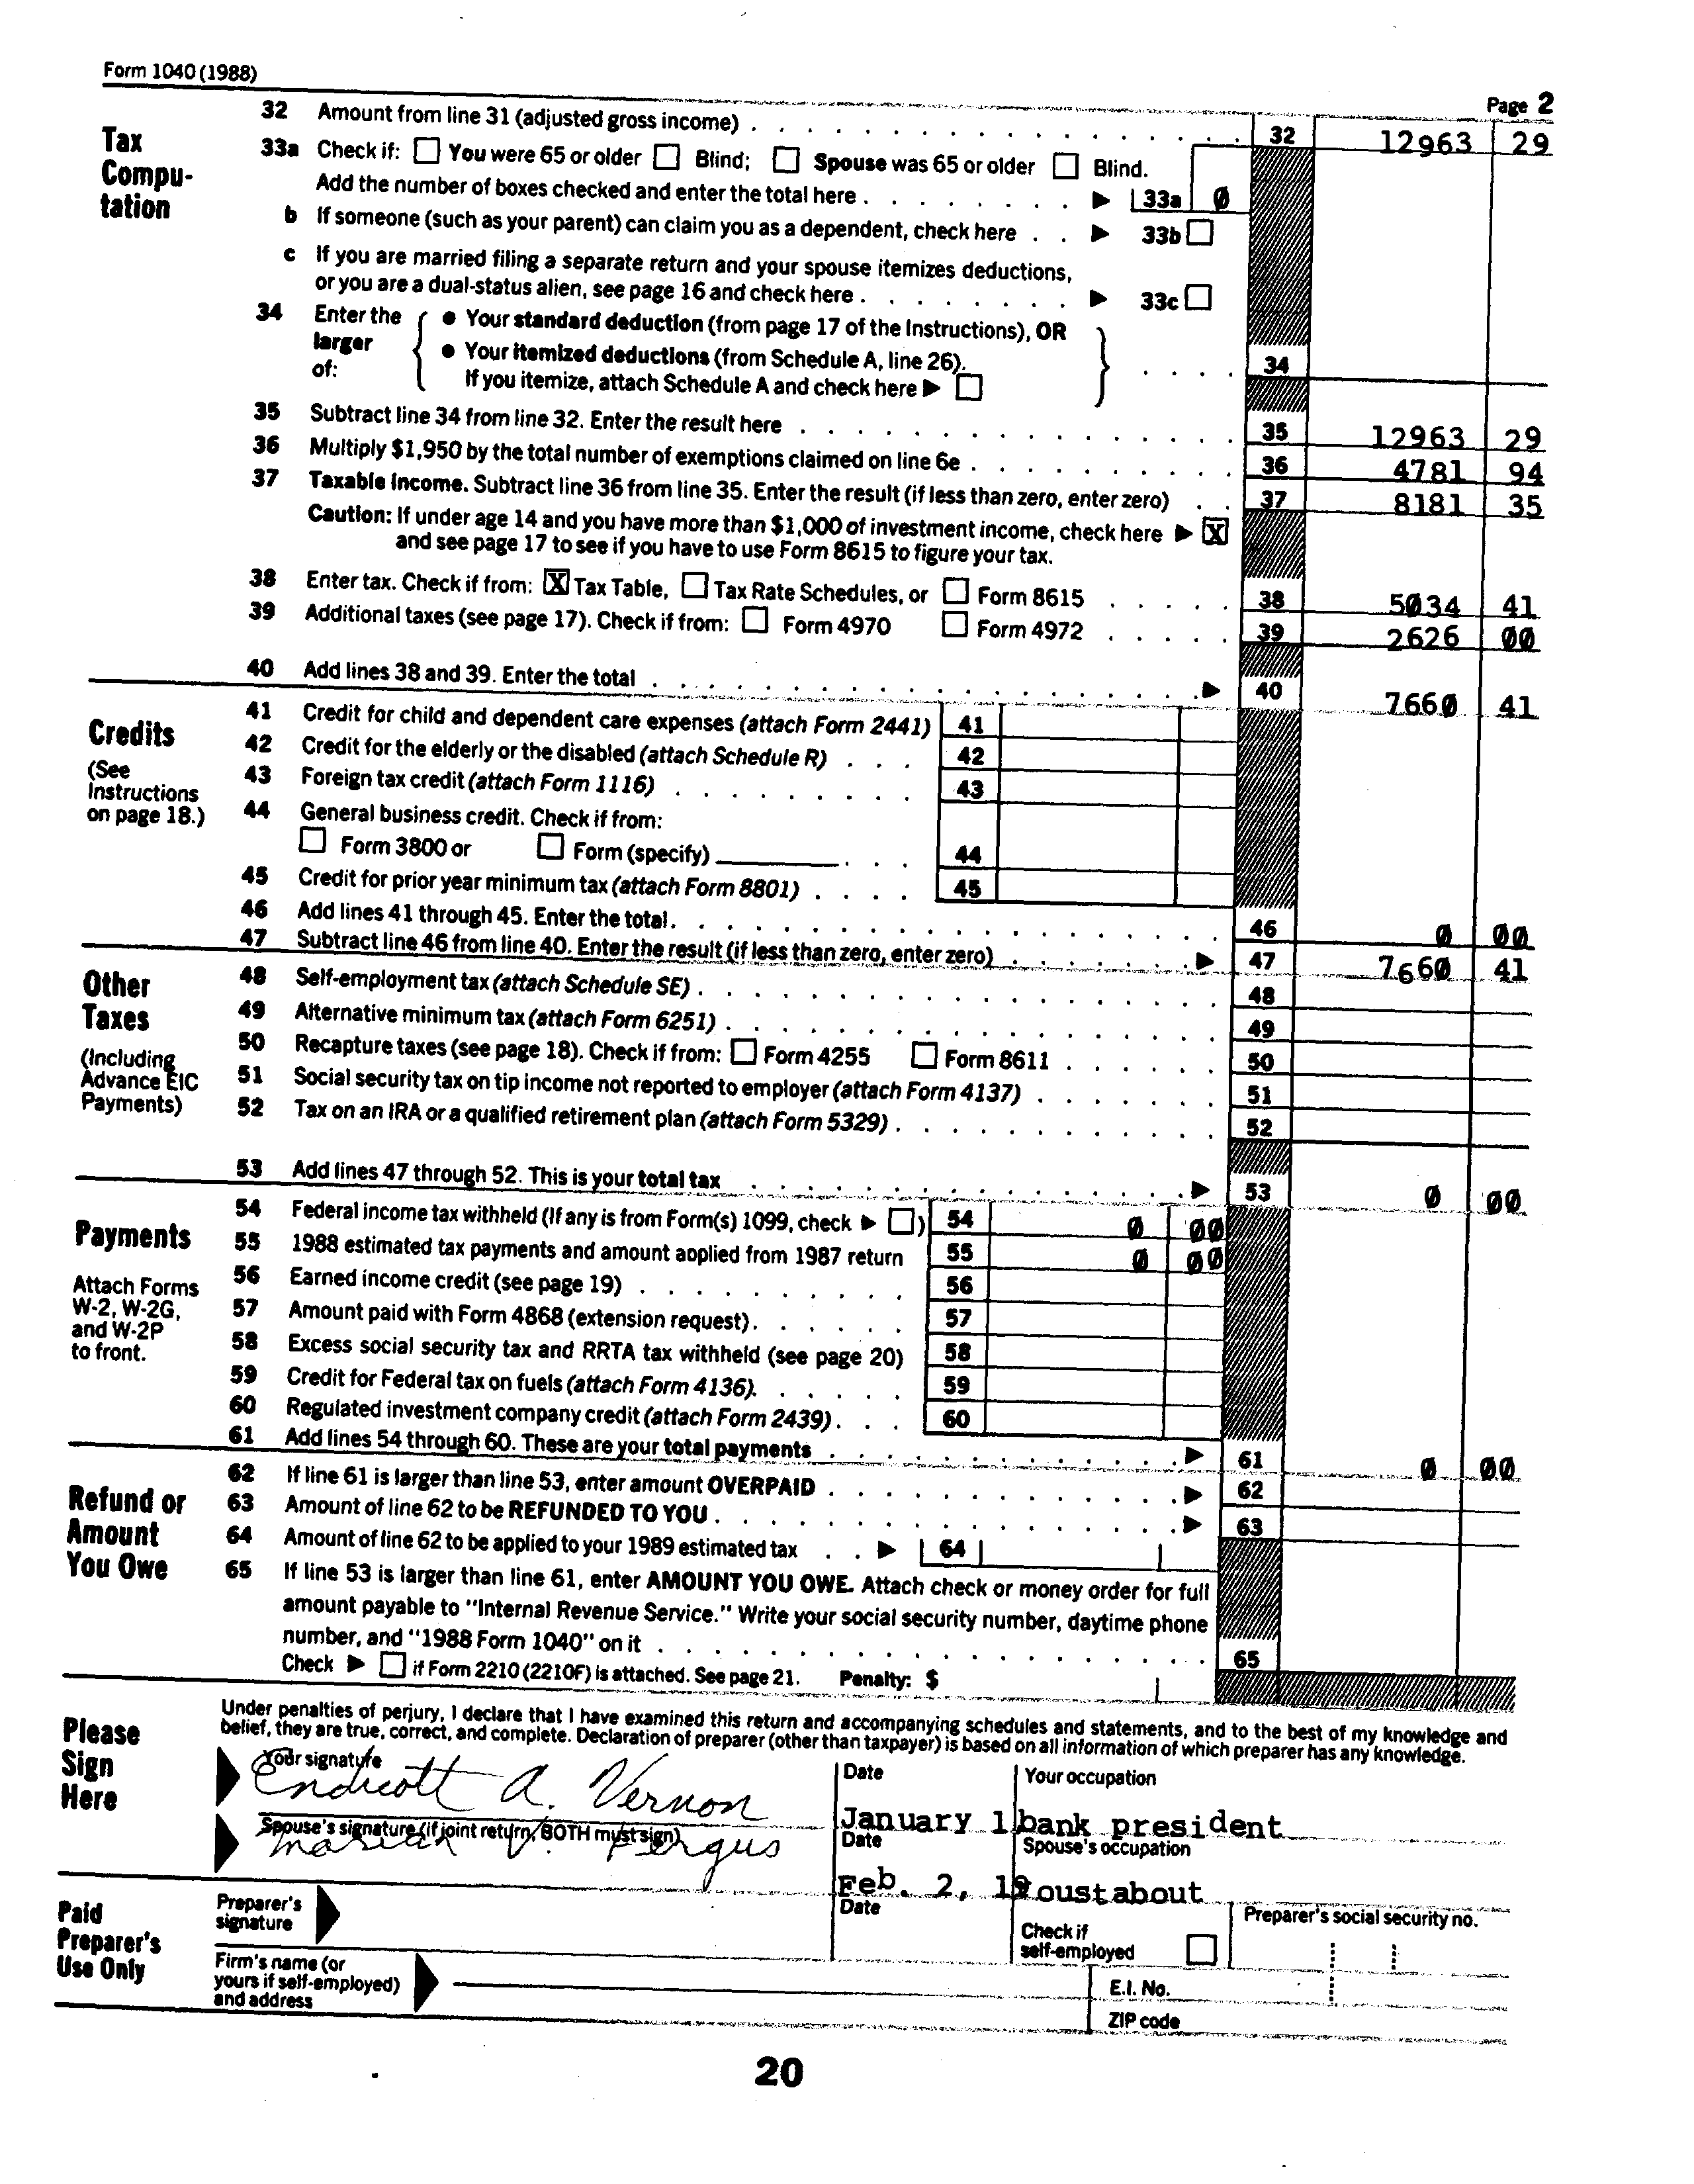 Form 1040 (1988)
Page 2
Tax Compu-tation
32 Amount from line 31 (adjusted gross income) . . . 32 12963 29
33a Check if: ☐ You were 65 or older ☐ Blind; ☐ Spouse was 65 or older ☐ Blind.
Add the number of boxes checked and enter the total here . . . ▶ 33a 0
b If someone (such as your parent) can claim you as a dependent, check here . . ▶ 33b ☐
c If you are married filing a separate return and your spouse itemizes deductions,
or you are a dual-status alien, see page 16 and check here . . . ▶ 33c ☐
34 Enter the larger of: { ● Your standard deduction (from page 17 of the Instructions), OR
● Your itemized deductions (from Schedule A, line 26).
If you itemize, attach Schedule A and check here ▶ ☐ } . . . . 34
35 Subtract line 34 from line 32. Enter the result here . . . 35 12963 29
36 Multiply $1,950 by the total number of exemptions claimed on line 6e . . . 36 4781 94
37 Taxable income. Subtract line 36 from line 35. Enter the result (if less than zero, enter zero) . . 37 8181 35
Caution: If under age 14 and you have more than $1,000 of investment income, check here ▶ ☒
and see page 17 to see if you have to use Form 8615 to figure your tax.
38 Enter tax. Check if from: ☒ Tax Table, ☐ Tax Rate Schedules, or ☐ Form 8615 . . . 38 5034 41
39 Additional taxes (see page 17). Check if from: ☐ Form 4970 ☐ Form 4972 . . . 39 2626 00
40 Add lines 38 and 39. Enter the total . . . ▶ 40 7660 41
Credits
(See Instructions on page 18.)
41 Credit for child and dependent care expenses (attach Form 2441) 41
42 Credit for the elderly or the disabled (attach Schedule R) . . . 42
43 Foreign tax credit (attach Form 1116) . . . 43
44 General business credit. Check if from:
☐ Form 3800 or ☐ Form (specify) ________ . . . 44
45 Credit for prior year minimum tax (attach Form 8801) . . . . 45
46 Add lines 41 through 45. Enter the total . . . 46 0 00
47 Subtract line 46 from line 40. Enter the result (if less than zero, enter zero) . . . ▶ 47 7660 41
Other Taxes
(Including Advance EIC Payments)
48 Self-employment tax (attach Schedule SE) . . . 48
49 Alternative minimum tax (attach Form 6251) . . . 49
50 Recapture taxes (see page 18). Check if from: ☐ Form 4255 ☐ Form 8611 . . . 50
51 Social security tax on tip income not reported to employer (attach Form 4137) . . . 51
52 Tax on an IRA or a qualified retirement plan (attach Form 5329) . . . 52
53 Add lines 47 through 52. This is your total tax . . . ▶ 53 0 00
Payments
Attach Forms W-2, W-2G, and W-2P to front.
54 Federal income tax withheld (If any is from Form(s) 1099, check ▶ ☐) 54 0 00
55 1988 estimated tax payments and amount applied from 1987 return 55 0 00
56 Earned income credit (see page 19) . . . 56
57 Amount paid with Form 4868 (extension request) . . . 57
58 Excess social security tax and RRTA tax withheld (see page 20) 58
59 Credit for Federal tax on fuels (attach Form 4136). . . . 59
60 Regulated investment company credit (attach Form 2439) . . . 60
61 Add lines 54 through 60. These are your total payments . . . ▶ 61 0 00
Refund or Amount You Owe
62 If line 61 is larger than line 53, enter amount OVERPAID . . . ▶ 62
63 Amount of line 62 to be REFUNDED TO YOU . . . ▶ 63
64 Amount of line 62 to be applied to your 1989 estimated tax . . ▶ 64
65 If line 53 is larger than line 61, enter AMOUNT YOU OWE. Attach check or money order for full
amount payable to "Internal Revenue Service." Write your social security number, daytime phone
number, and "1988 Form 1040" on it . . . 65
Check ▶ ☐ if Form 2210 (2210F) is attached. See page 21. Penalty: $
Please Sign Here
Under penalties of perjury, I declare that I have examined this return and accompanying schedules and statements, and to the best of my knowledge and
belief, they are true, correct, and complete. Declaration of preparer (other than taxpayer) is based on all information of which preparer has any knowledge.
Your signature Date Your occupation
Endicott A. Vernon January 1 bank president
Spouse's signature (if joint return, BOTH must sign) Date Spouse's occupation
Marian V. Fergus Feb. 2, 19 roustabout
Paid Preparer's Use Only
Preparer's signature Date Check if self-employed ☐ Preparer's social security no.
Firm's name (or yours if self-employed) and address E.I. No.
ZIP code
20